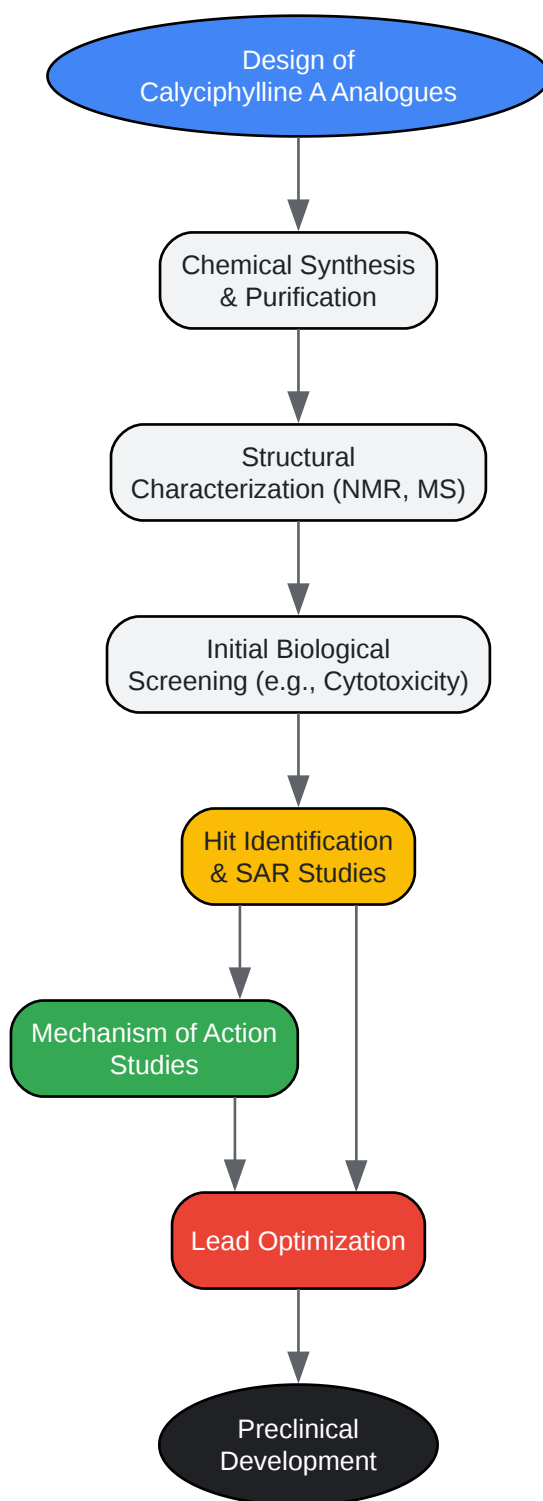 Design of
Calyciphylline A Analogues
Chemical Synthesis
& Purification
Structural
Characterization (NMR, MS)
Initial Biological
Screening (e.g., Cytotoxicity)
Hit Identification
& SAR Studies
Mechanism of Action
Studies
Lead Optimization
Preclinical
Development